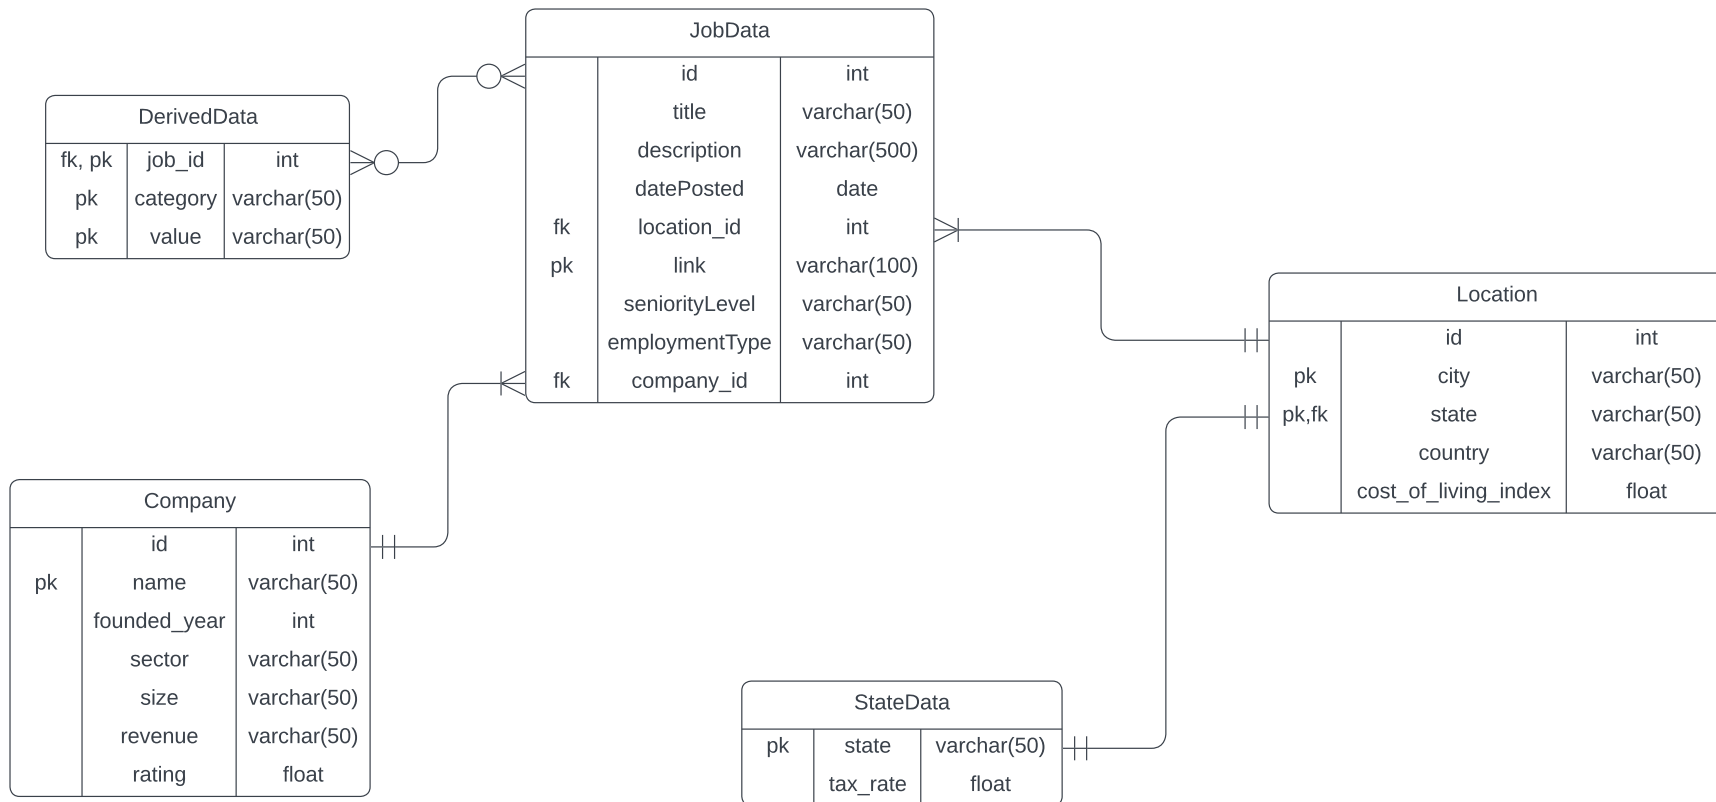 JobData
id int
title varchar(50)
description varchar(500)
datePosted date
fk location_id int
pk link varchar(100)
seniorityLevel varchar(50)
employmentType varchar(50)
fk company_id int
DerivedData
fk, pk job_id int
pk category varchar(50)
pk value varchar(50)
Location
id int
pk city varchar(50)
pk,fk state varchar(50)
country varchar(50)
cost_of_living_index float
Company
id int
pk name varchar(50)
founded_year int
sector varchar(50)
size varchar(50)
revenue varchar(50)
rating float
StateData
pk state varchar(50)
tax_rate float